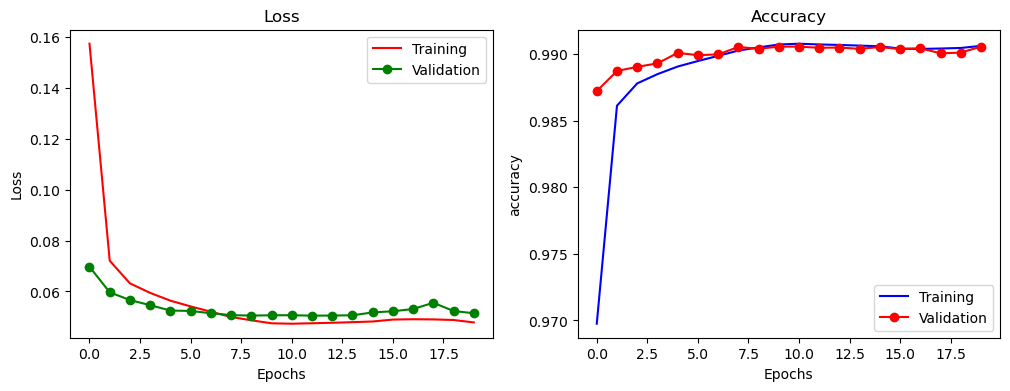 Loss
0.16
0.14
0.12
0.10
0.08
0.06
Loss
0.0 2.5 5.0 7.5 10.0 12.5 15.0 17.5
Epochs
Training
Validation
Accuracy
0.990
0.985
0.980
0.975
0.970
accuracy
0.0 2.5 5.0 7.5 10.0 12.5 15.0 17.5
Epochs
Training
Validation